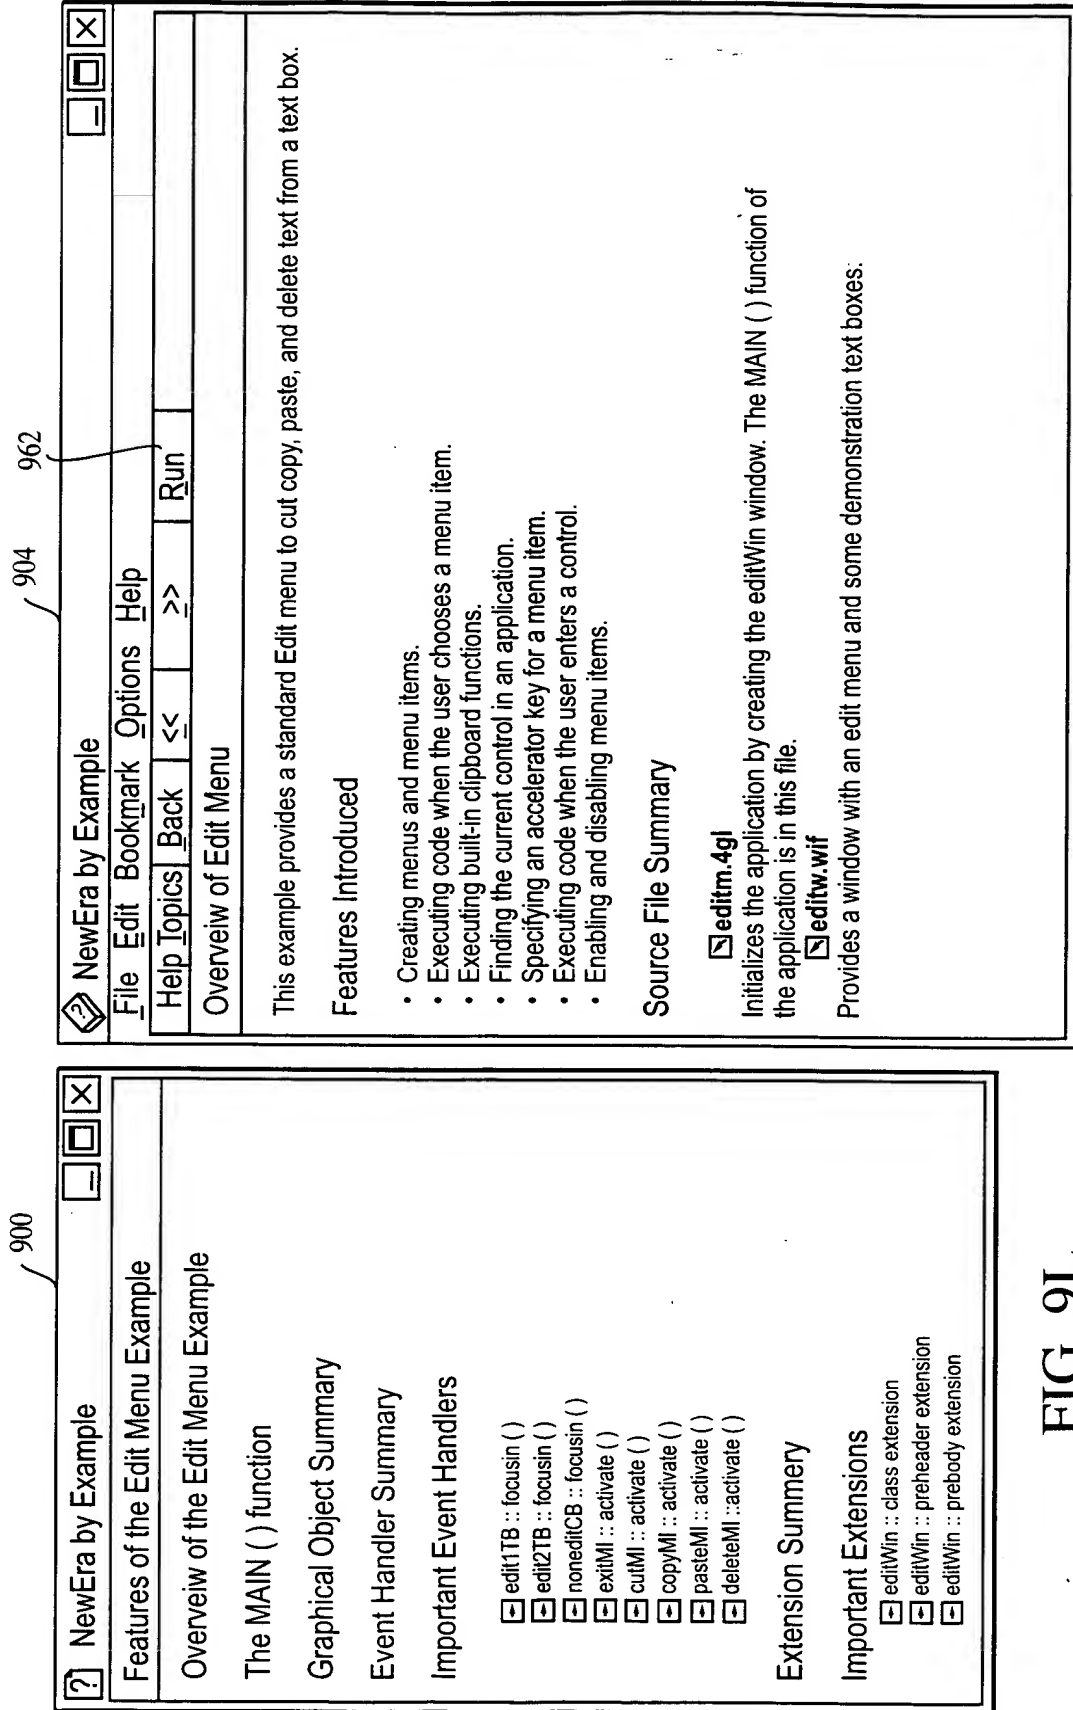 900
? NewEra by Example
Features of the Edit Menu Example
Overveiw of the Edit Menu Example
The MAIN ( ) function
Graphical Object Summary
Event Handler Summary
Important Event Handlers
edit1TB :: focusin ( )
edit2TB :: focusin ( )
noneditCB :: focusin ( )
exitMI :: activate ( )
cutMI :: activate ( )
copyMI :: activate ( )
pasteMI :: activate ( )
deleteMI ::activate ( )
Extension Summery
Important Extensions
editWin :: class extension
editWin :: preheader extension
editWin :: prebody extension
904
962
? NewEra by Example
File Edit Bookmark Options Help
Help Topics Back << >> Run
Overveiw of Edit Menu
This example provides a standard Edit menu to cut copy, paste, and delete text from a text box.
Features Introduced
• Creating menus and menu items.
• Executing code when the user chooses a menu item.
• Executing built-in clipboard functions.
• Finding the current control in an application.
• Specifying an accelerator key for a menu item.
• Executing code when the user enters a control.
• Enabling and disabling menu items.
Source File Summary
editm.4gl
Initializes the application by creating the editWin window. The MAIN ( ) function of
the application is in this file.
editw.wif
Provides a window with an edit menu and some demonstration text boxes.
FIG.